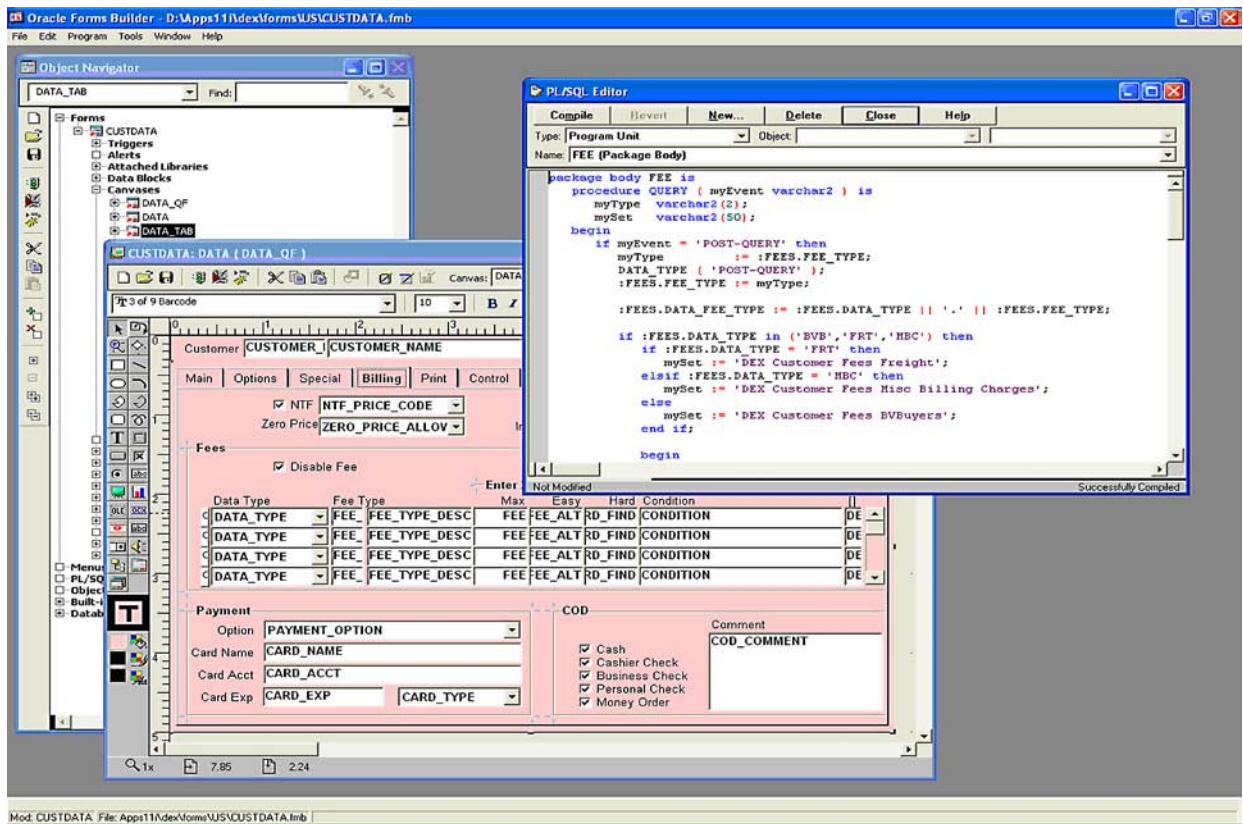 Oracle Forms Builder - D:\Apps11i\dex\forms\US\CUSTDATA.fmb
File Edit Program Tools Window Help
Object Navigator
DATA_TAB Find:
Forms
CUSTDATA
Triggers
Alerts
Attached Libraries
Data Blocks
Canvases
DATA_QF
DATA
DATA_TAB
Menus
PL/SQ
Object
Built-i
Datab
CUSTDATA: DATA ( DATA_QF )
Canvas: DATA
3 of 9 Barcode 10 B I
0 1 2 3
Customer CUSTOMER_I CUSTOMER_NAME
Main Options Special Billing Print Control
NTF NTF_PRICE_CODE
Zero Price ZERO_PRICE_ALLOV
Fees
Disable Fee
Enter
Data Type Fee Type Max Easy Hard Condition
DATA_TYPE FEE_ FEE_TYPE_DESC FEE FEE_ALT RD_FIND CONDITION DE
DATA_TYPE FEE_ FEE_TYPE_DESC FEE FEE_ALT RD_FIND CONDITION DE
DATA_TYPE FEE_ FEE_TYPE_DESC FEE FEE_ALT RD_FIND CONDITION DE
DATA_TYPE FEE_ FEE_TYPE_DESC FEE FEE_ALT RD_FIND CONDITION DE
Payment
Option PAYMENT_OPTION
Card Name CARD_NAME
Card Acct CARD_ACCT
Card Exp CARD_EXP CARD_TYPE
COD
Cash
Cashier Check
Business Check
Personal Check
Money Order
Comment
COD_COMMENT
1x 7.85 2.24
PL/SQL Editor
Compile Revert New... Delete Close Help
Type: Program Unit Object:
Name: FEE (Package Body)
package body FEE is
procedure QUERY ( myEvent varchar2 ) is
myType varchar2(2);
mySet varchar2(50);
begin
if myEvent = 'POST-QUERY' then
myType := :FEES.FEE_TYPE;
DATA_TYPE ( 'POST-QUERY' );
:FEES.FEE_TYPE := myType;
:FEES.DATA_FEE_TYPE := :FEES.DATA_TYPE || '.' || :FEES.FEE_TYPE;
if :FEES.DATA_TYPE in ('BVB','FRT','MBC') then
if :FEES.DATA_TYPE = 'FRT' then
mySet := 'DEX Customer Fees Freight';
elsif :FEES.DATA_TYPE = 'MBC' then
mySet := 'DEX Customer Fees Misc Billing Charges';
else
mySet := 'DEX Customer Fees BVBuyers';
end if;
begin
Not Modified Successfully Compiled
Mod: CUSTDATA File: Apps11i\dex\forms\US\CUSTDATA.fmb